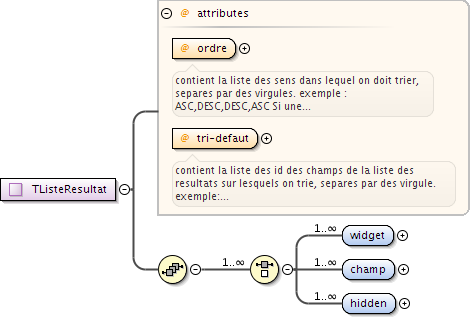 @ attributes
@ ordre
contient la liste des sens dans lequel on doit trier,
separes par des virgules. exemple :
ASC,DESC,DESC,ASC Si une...
@ tri-defaut
contient la liste des id des champs de la liste des
resultats sur lesquels on trie, separes par des virgule.
exemple:...
TListeResultat
1..∞ widget
1..∞
1..∞ champ
1..∞ hidden